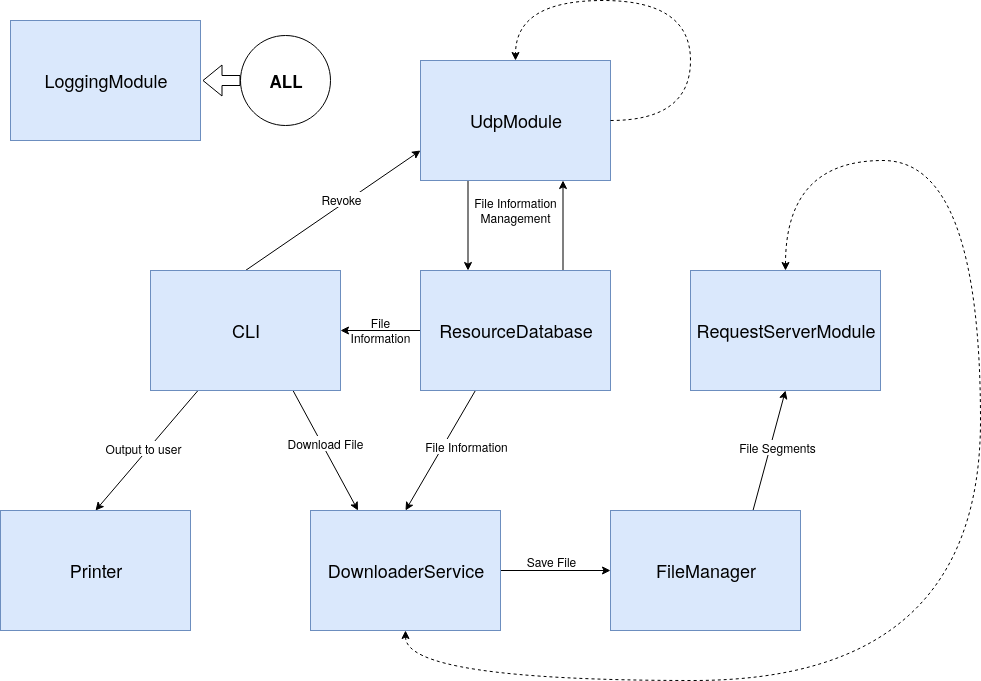 LoggingModule
ALL
UdpModule
Revoke
File Information
Management
CLI
File
Information
ResourceDatabase
RequestServerModule
Output to user
Download File
File Information
File Segments
Printer
DownloaderService
Save File
FileManager